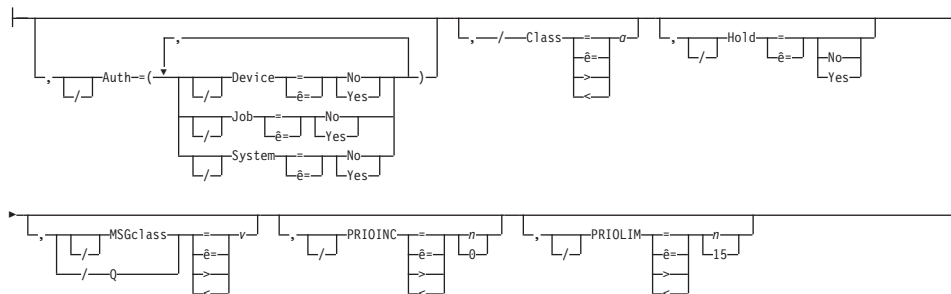 , / Class = a , Hold = No
/ ê= / ê= Yes
> 
<
, Auth =( , Device = No )
/ / ê= Yes
Job = No
/ ê= Yes
System = No
/ ê= Yes
, MSGclass = v , PRIOINC = n , PRIOLIM = n
/ ê= / ê= 0 / ê= 15
/ Q > > >
< < <